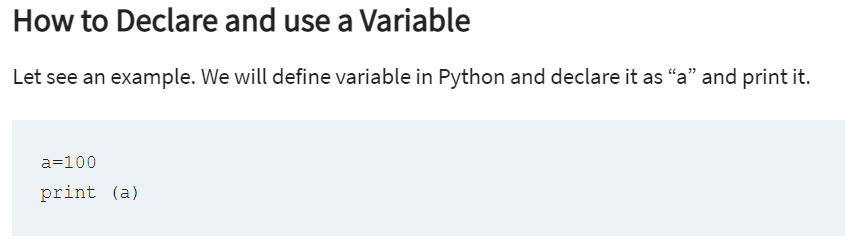 How to Declare and use a Variable
Let see an example. We will define variable in Python and declare it as “a” and print it.
a=100
print (a)